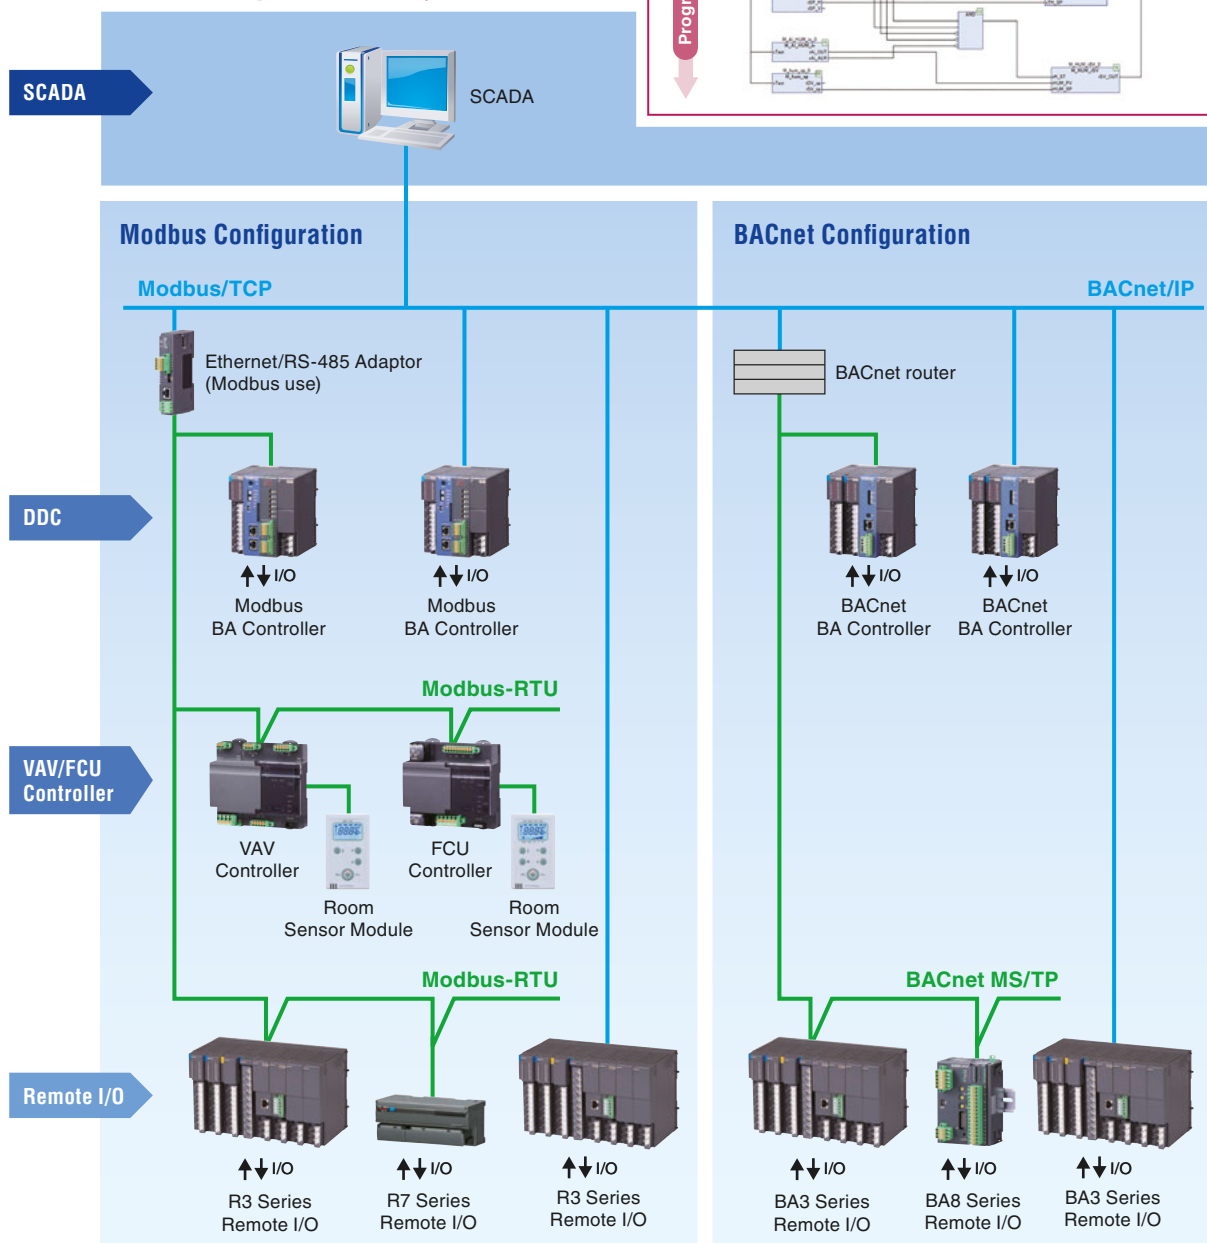 Progr
AND
SCADA
SCADA
Modbus Configuration
BACnet Configuration
Modbus/TCP
BACnet/IP
Ethernet/RS-485 Adaptor
(Modbus use)
BACnet router
DDC
I/O
Modbus
BA Controller
I/O
Modbus
BA Controller
I/O
BACnet
BA Controller
I/O
BACnet
BA Controller
Modbus-RTU
VAV/FCU
Controller
VAV
Controller
FCU
Controller
Room
Sensor Module
Room
Sensor Module
Modbus-RTU
BACnet MS/TP
Remote I/O
I/O
R3 Series
Remote I/O
I/O
R7 Series
Remote I/O
I/O
R3 Series
Remote I/O
I/O
BA3 Series
Remote I/O
I/O
BA8 Series
Remote I/O
I/O
BA3 Series
Remote I/O